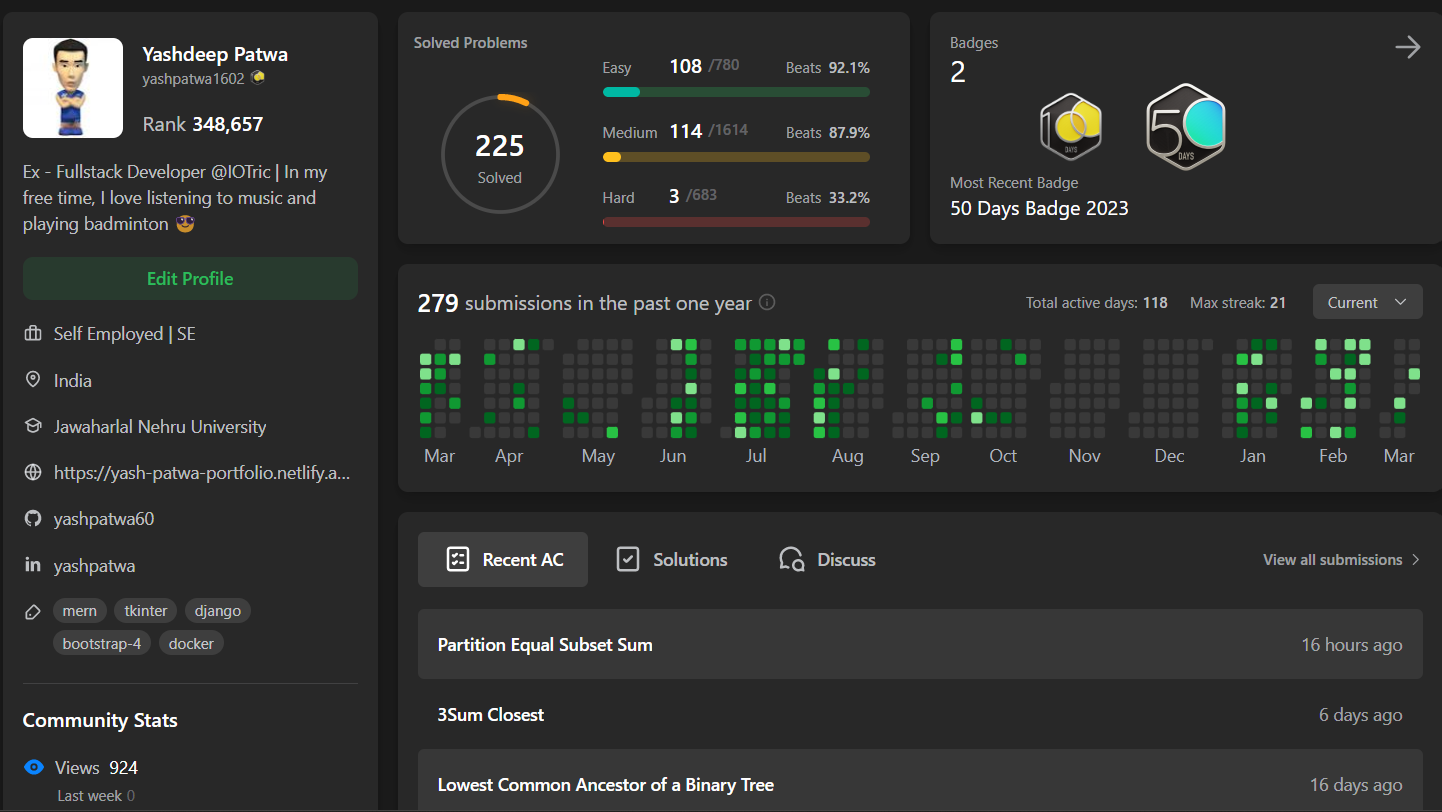 Yashdeep Patwa
yashpatwa1602
Rank 348,657
Ex - Fullstack Developer @IOTric | In my
free time, I love listening to music and
playing badminton 😎
Edit Profile
Self Employed | SE
India
Jawaharlal Nehru University
https://yash-patwa-portfolio.netlify.a...
yashpatwa60
in yashpatwa
mern tkinter django
bootstrap-4 docker
Community Stats
Views 924
Last week 0
Solved Problems
225
Solved
Easy 108 /780 Beats 92.1%
Medium 114 /1614 Beats 87.9%
Hard 3 /683 Beats 33.2%
Badges
2
10 DAYS
50 DAYS
Most Recent Badge
50 Days Badge 2023
279 submissions in the past one year
Total active days: 118 Max streak: 21 Current
Mar Apr May Jun Jul Aug Sep Oct Nov Dec Jan Feb Mar
Recent AC Solutions Discuss View all submissions
Partition Equal Subset Sum 16 hours ago
3Sum Closest 6 days ago
Lowest Common Ancestor of a Binary Tree 16 days ago